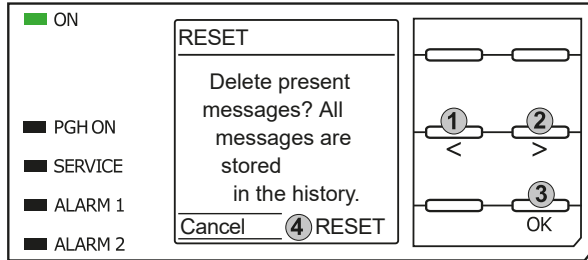 ON
PGH ON
SERVICE
ALARM 1
ALARM 2
RESET
Delete present
messages? All
messages are
stored
in the history.
Cancel 4 RESET
1 2
< >
3
OK